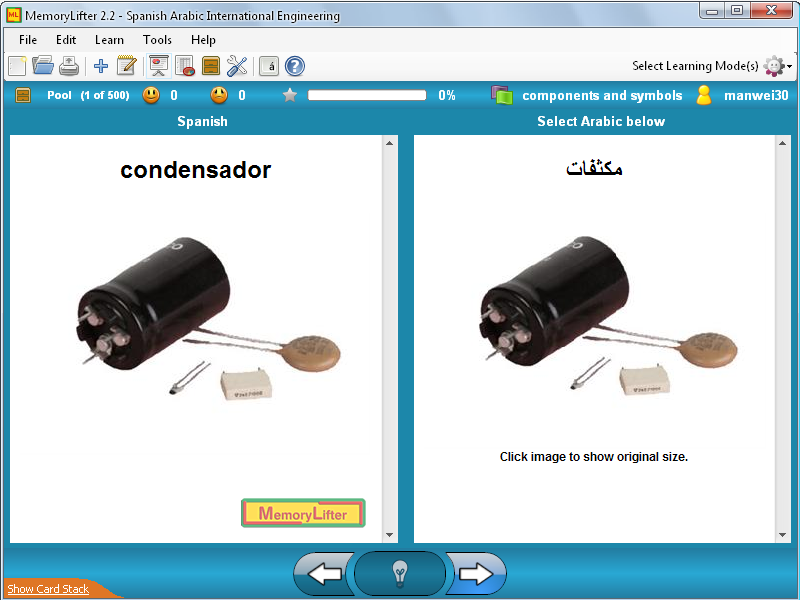 MemoryLifter 2.2 - Spanish Arabic International Engineering
File Edit Learn Tools Help
Select Learning Mode(s)
Pool (1 of 500) 0 0 0% components and symbols manwei30
Spanish
Select Arabic below
condensador
مكثفات
Click image to show original size.
MemoryLifter
Show Card Stack